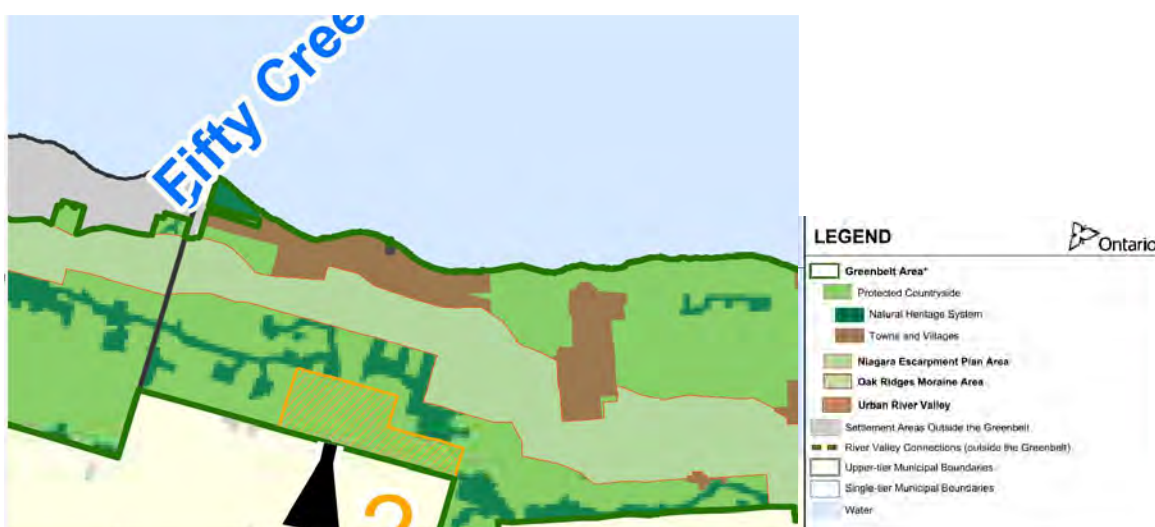 Fifty Cree
LEGEND
Ontario
Greenbelt Area*
Protected Countryside
Natural Heritage System
Towns and Villages
Niagara Escarpment Plan Area
Oak Ridges Moraine Area
Urban River Valley
Settlement Areas Outside the Greenbelt
River Valley Connections (outside the Greenbelt)
Upper-tier Municipal Boundaries
Single-tier Municipal Boundaries
Water